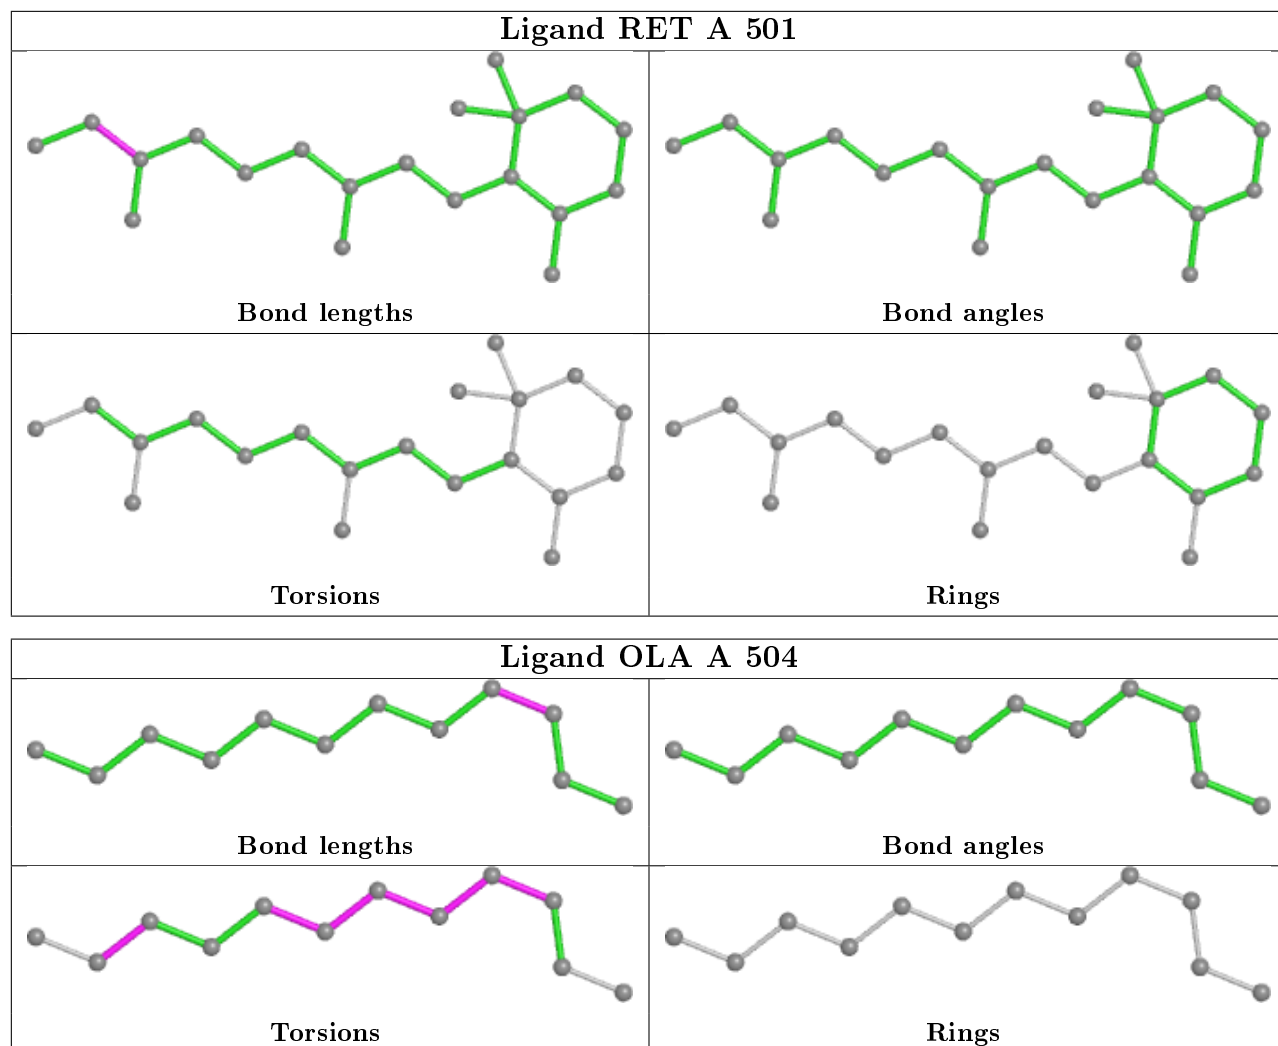 Ligand RET A 501
Bond lengths
Bond angles
Torsions
Rings
Ligand OLA A 504
Bond lengths
Bond angles
Torsions
Rings